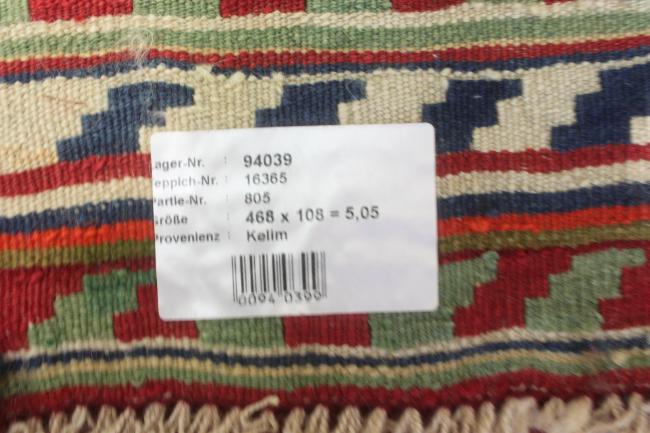 ager-Nr. : 94039
eppich-Nr. : 16365
Partie-Nr. : 805
Größe : 468 x 108 = 5,05
Provenienz : Kelim
0094 0399